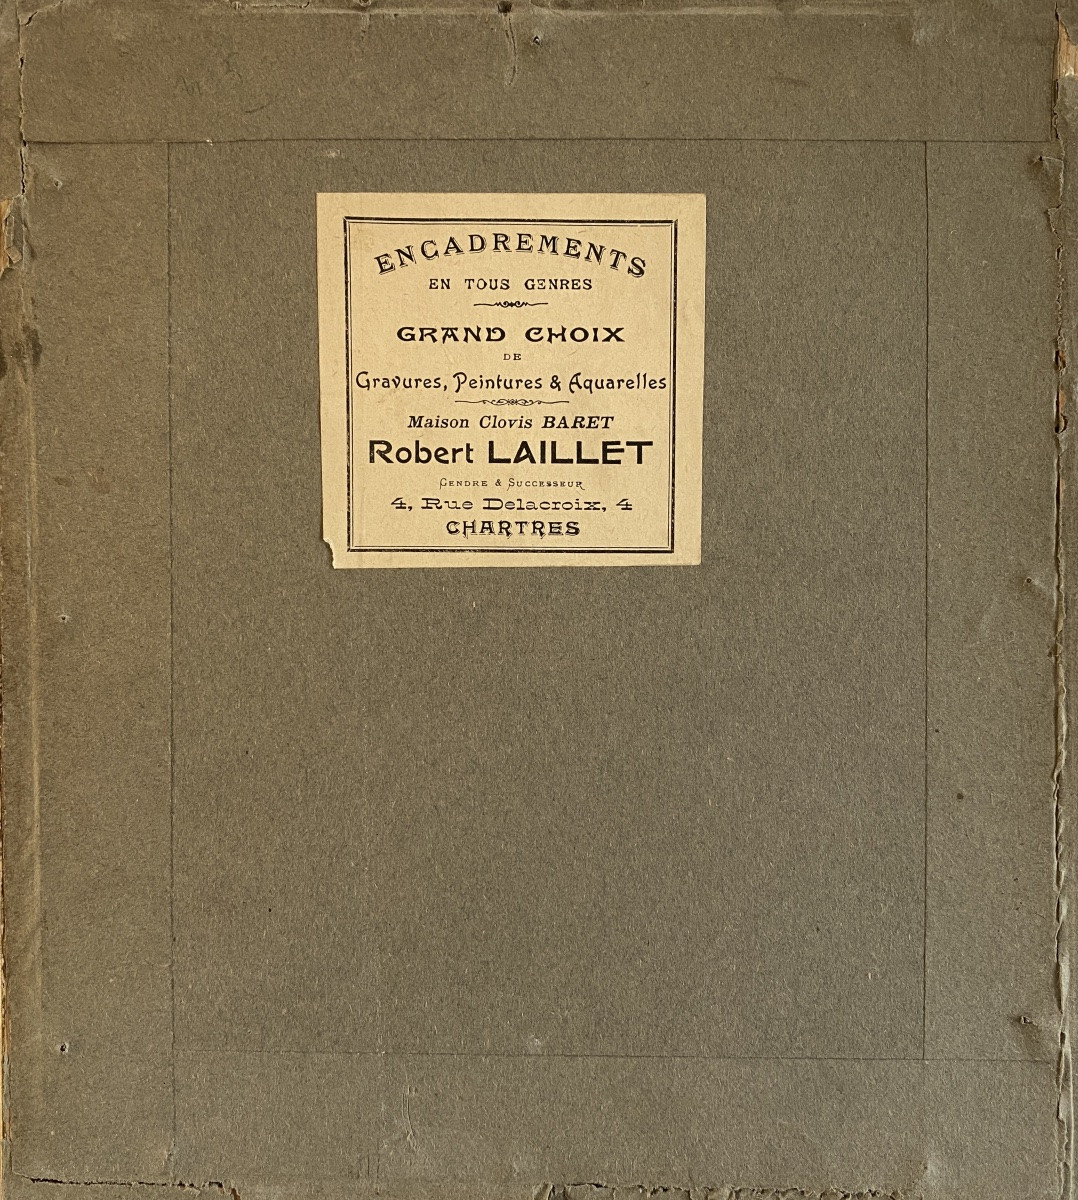 ENCADREMENTS
EN TOUS GENRES
GRAND CHOIX
DE
Gravures, Peintures & Aquarelles
Maison Clovis BARET
Robert LAILLET
GENDRE & SUCCESSEUR
4, Rue Delacroix, 4
CHARTRES